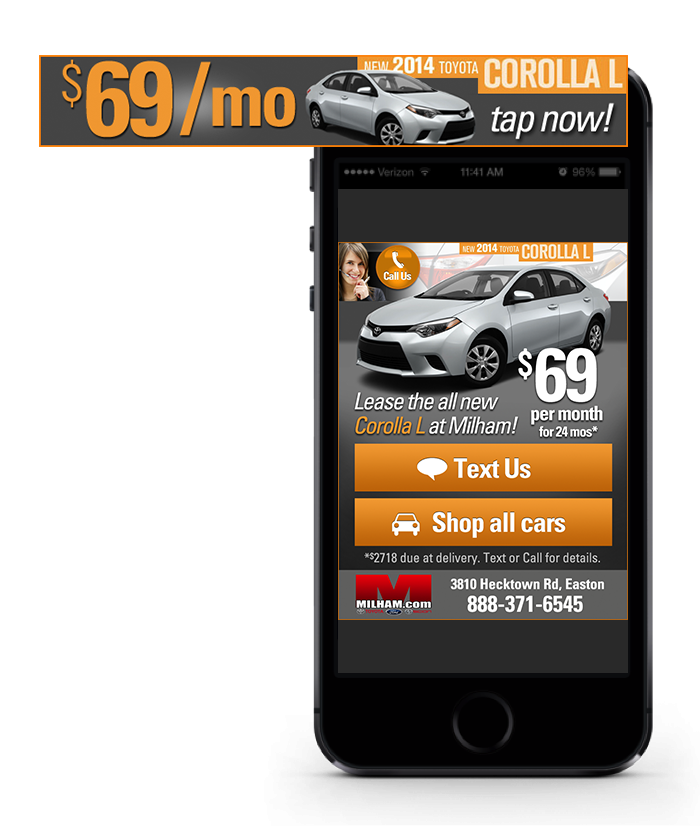 $69/mo
NEW 2014 TOYOTA COROLLA L
tap now!
Verizon 11:41 AM 96%
Call Us
NEW 2014 TOYOTA COROLLA L
$69
per month
for 24 mos*
Lease the all new
Corolla L at Milham!
Text Us
Shop all cars
*$2718 due at delivery. Text or Call for details.
M
MILHAM.com
3810 Hecktown Rd, Easton
888-371-6545